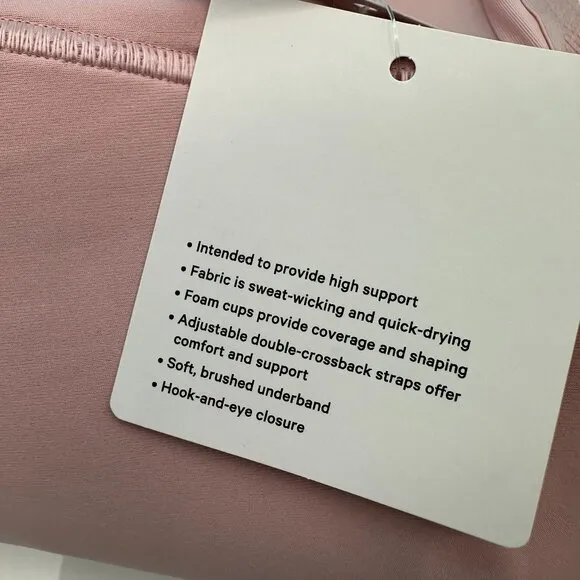 • Intended to provide high support
• Fabric is sweat-wicking and quick-drying
• Foam cups provide coverage and shaping
• Adjustable double-crossback straps offer
comfort and support
• Soft, brushed underband
• Hook-and-eye closure